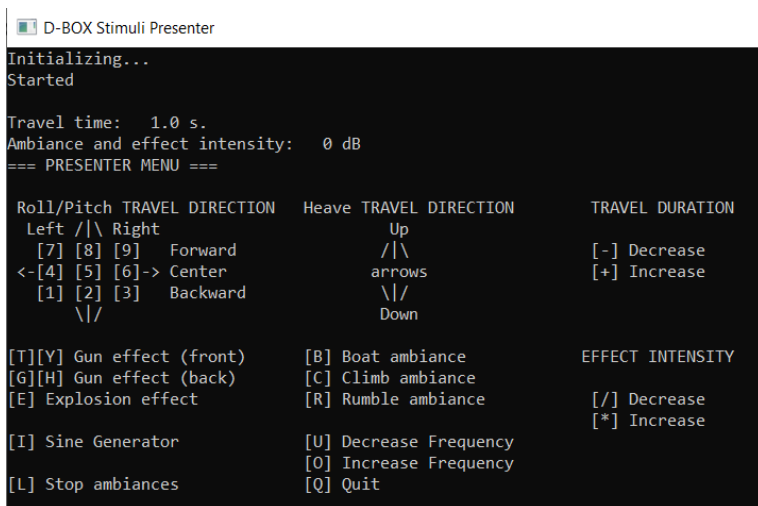 D-BOX Stimuli Presenter
Initializing...
Started
Travel time:   1.0 s.
Ambiance and effect intensity:   0 dB
=== PRESENTER MENU ===
 Roll/Pitch TRAVEL DIRECTION   Heave TRAVEL DIRECTION        TRAVEL DURATION
  Left /|\ Right                        Up
   [7] [8] [9]   Forward               /|\                   [-] Decrease
 <-[4] [5] [6]-> Center               arrows                 [+] Increase
   [1] [2] [3]   Backward              \|/
       \|/                             Down
[T][Y] Gun effect (front)      [B] Boat ambiance            EFFECT INTENSITY
[G][H] Gun effect (back)       [C] Climb ambiance
[E] Explosion effect           [R] Rumble ambiance           [/] Decrease
                                                             [*] Increase
[I] Sine Generator             [U] Decrease Frequency
                               [O] Increase Frequency
[L] Stop ambiances             [Q] Quit